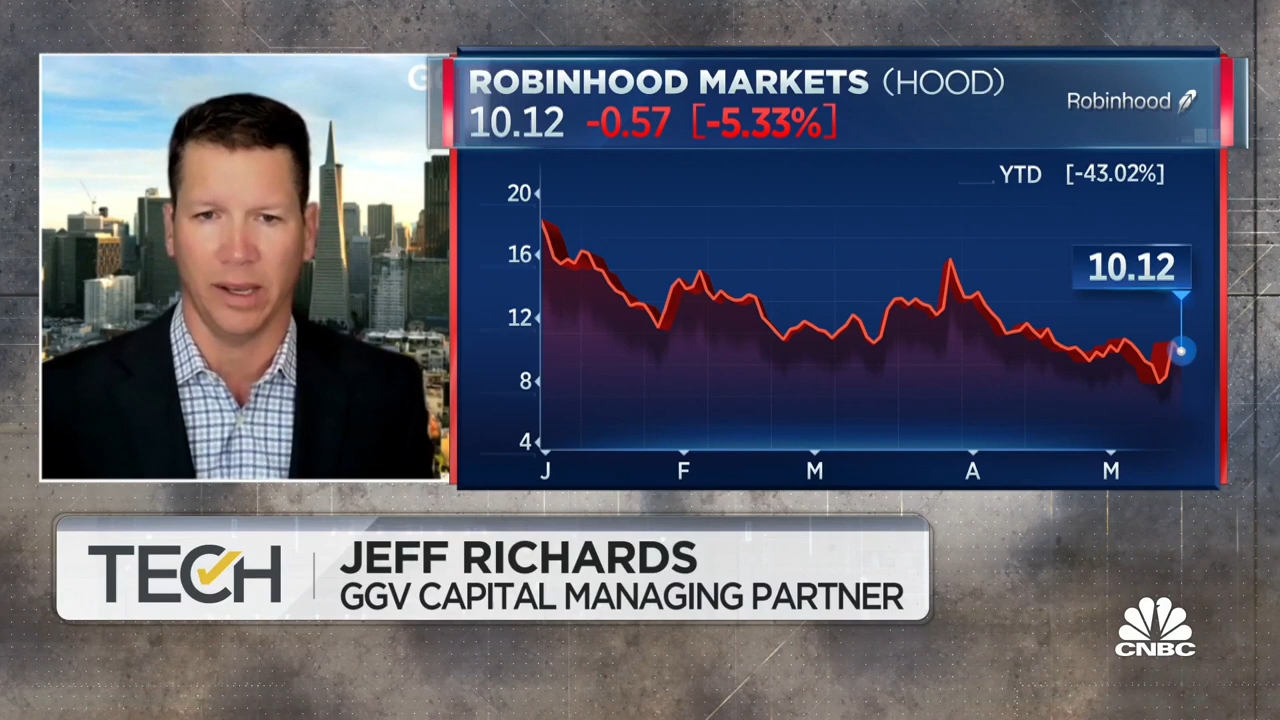 ROBINHOOD MARKETS (HOOD)
10.12 -0.57 [-5.33%]
Robinhood
YTD [-43.02%]
20
16
12
8
4
10.12
J F M A M
TECH
JEFF RICHARDS
GGV CAPITAL MANAGING PARTNER
CNBC